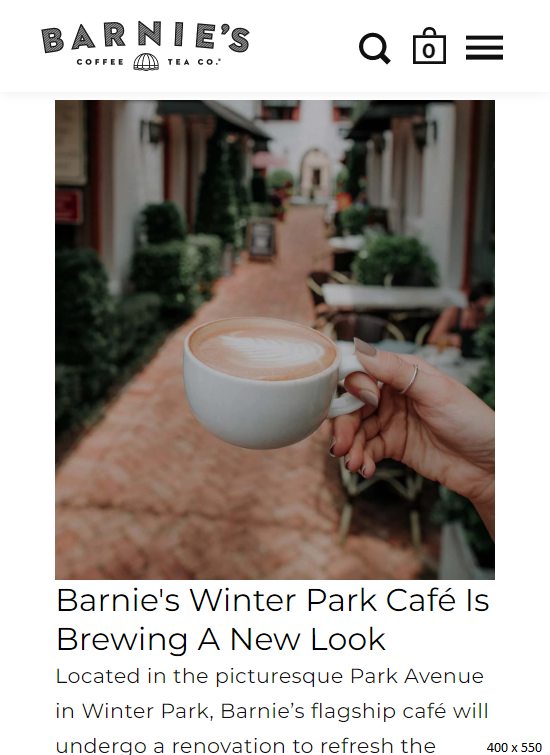 BARNIE'S
COFFEE TEA CO.®
0
Barnie's Winter Park Café Is
Brewing A New Look
Located in the picturesque Park Avenue
in Winter Park, Barnie’s flagship café will
undergo a renovation to refresh the
400 x 550